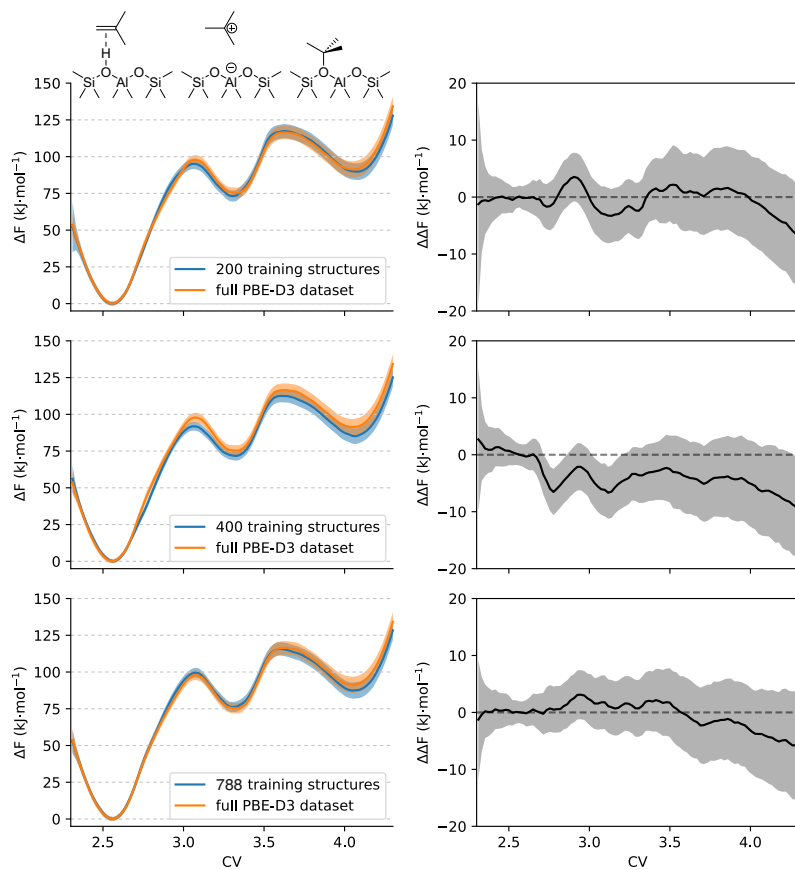 H
Si O Al O Si
Si O Al ⊖ O Si
⊕
Si O Al O Si
150
125
100
75
50
25
0
ΔF (kJ·mol⁻¹)
200 training structures
full PBE-D3 dataset
20
10
0
−10
−20
ΔΔF (kJ·mol⁻¹)
150
125
100
75
50
25
0
ΔF (kJ·mol⁻¹)
400 training structures
full PBE-D3 dataset
20
10
0
−10
−20
ΔΔF (kJ·mol⁻¹)
150
125
100
75
50
25
0
ΔF (kJ·mol⁻¹)
788 training structures
full PBE-D3 dataset
2.5 3.0 3.5 4.0
CV
20
10
0
−10
−20
ΔΔF (kJ·mol⁻¹)
2.5 3.0 3.5 4.0
CV